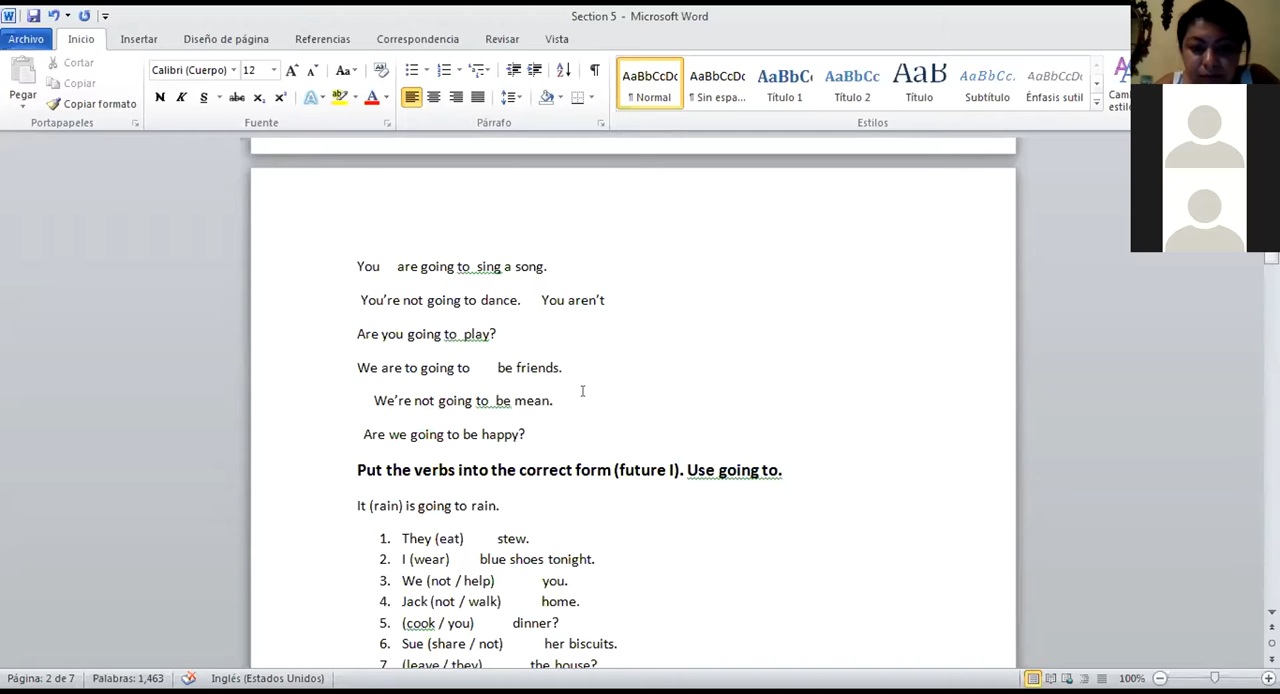 Section 5 - Microsoft Word
Archivo Inicio Insertar Diseño de página Referencias Correspondencia Revisar Vista
Pegar
Cortar
Copiar
Copiar formato
Portapapeles
Calibri (Cuerpo) 12
N K S abc x₂ x²
Fuente
Párrafo
AaBbCcDc AaBbCcDc AaBbC AaBbCc AaB AaBbCc. AaBbCcDc
¶ Normal ¶ Sin espa... Título 1 Título 2 Título Subtítulo Énfasis sutil
Estilos
You are going to sing a song.
You’re not going to dance. You aren’t
Are you going to play?
We are to going to be friends.
We’re not going to be mean.
Are we going to be happy?
Put the verbs into the correct form (future I). Use going to.
It (rain) is going to rain.
1. They (eat) stew.
2. I (wear) blue shoes tonight.
3. We (not / help) you.
4. Jack (not / walk) home.
5. (cook / you) dinner?
6. Sue (share / not) her biscuits.
7. (leave / they) the house?
Página: 2 de 7 Palabras: 1,463 Inglés (Estados Unidos) 100%